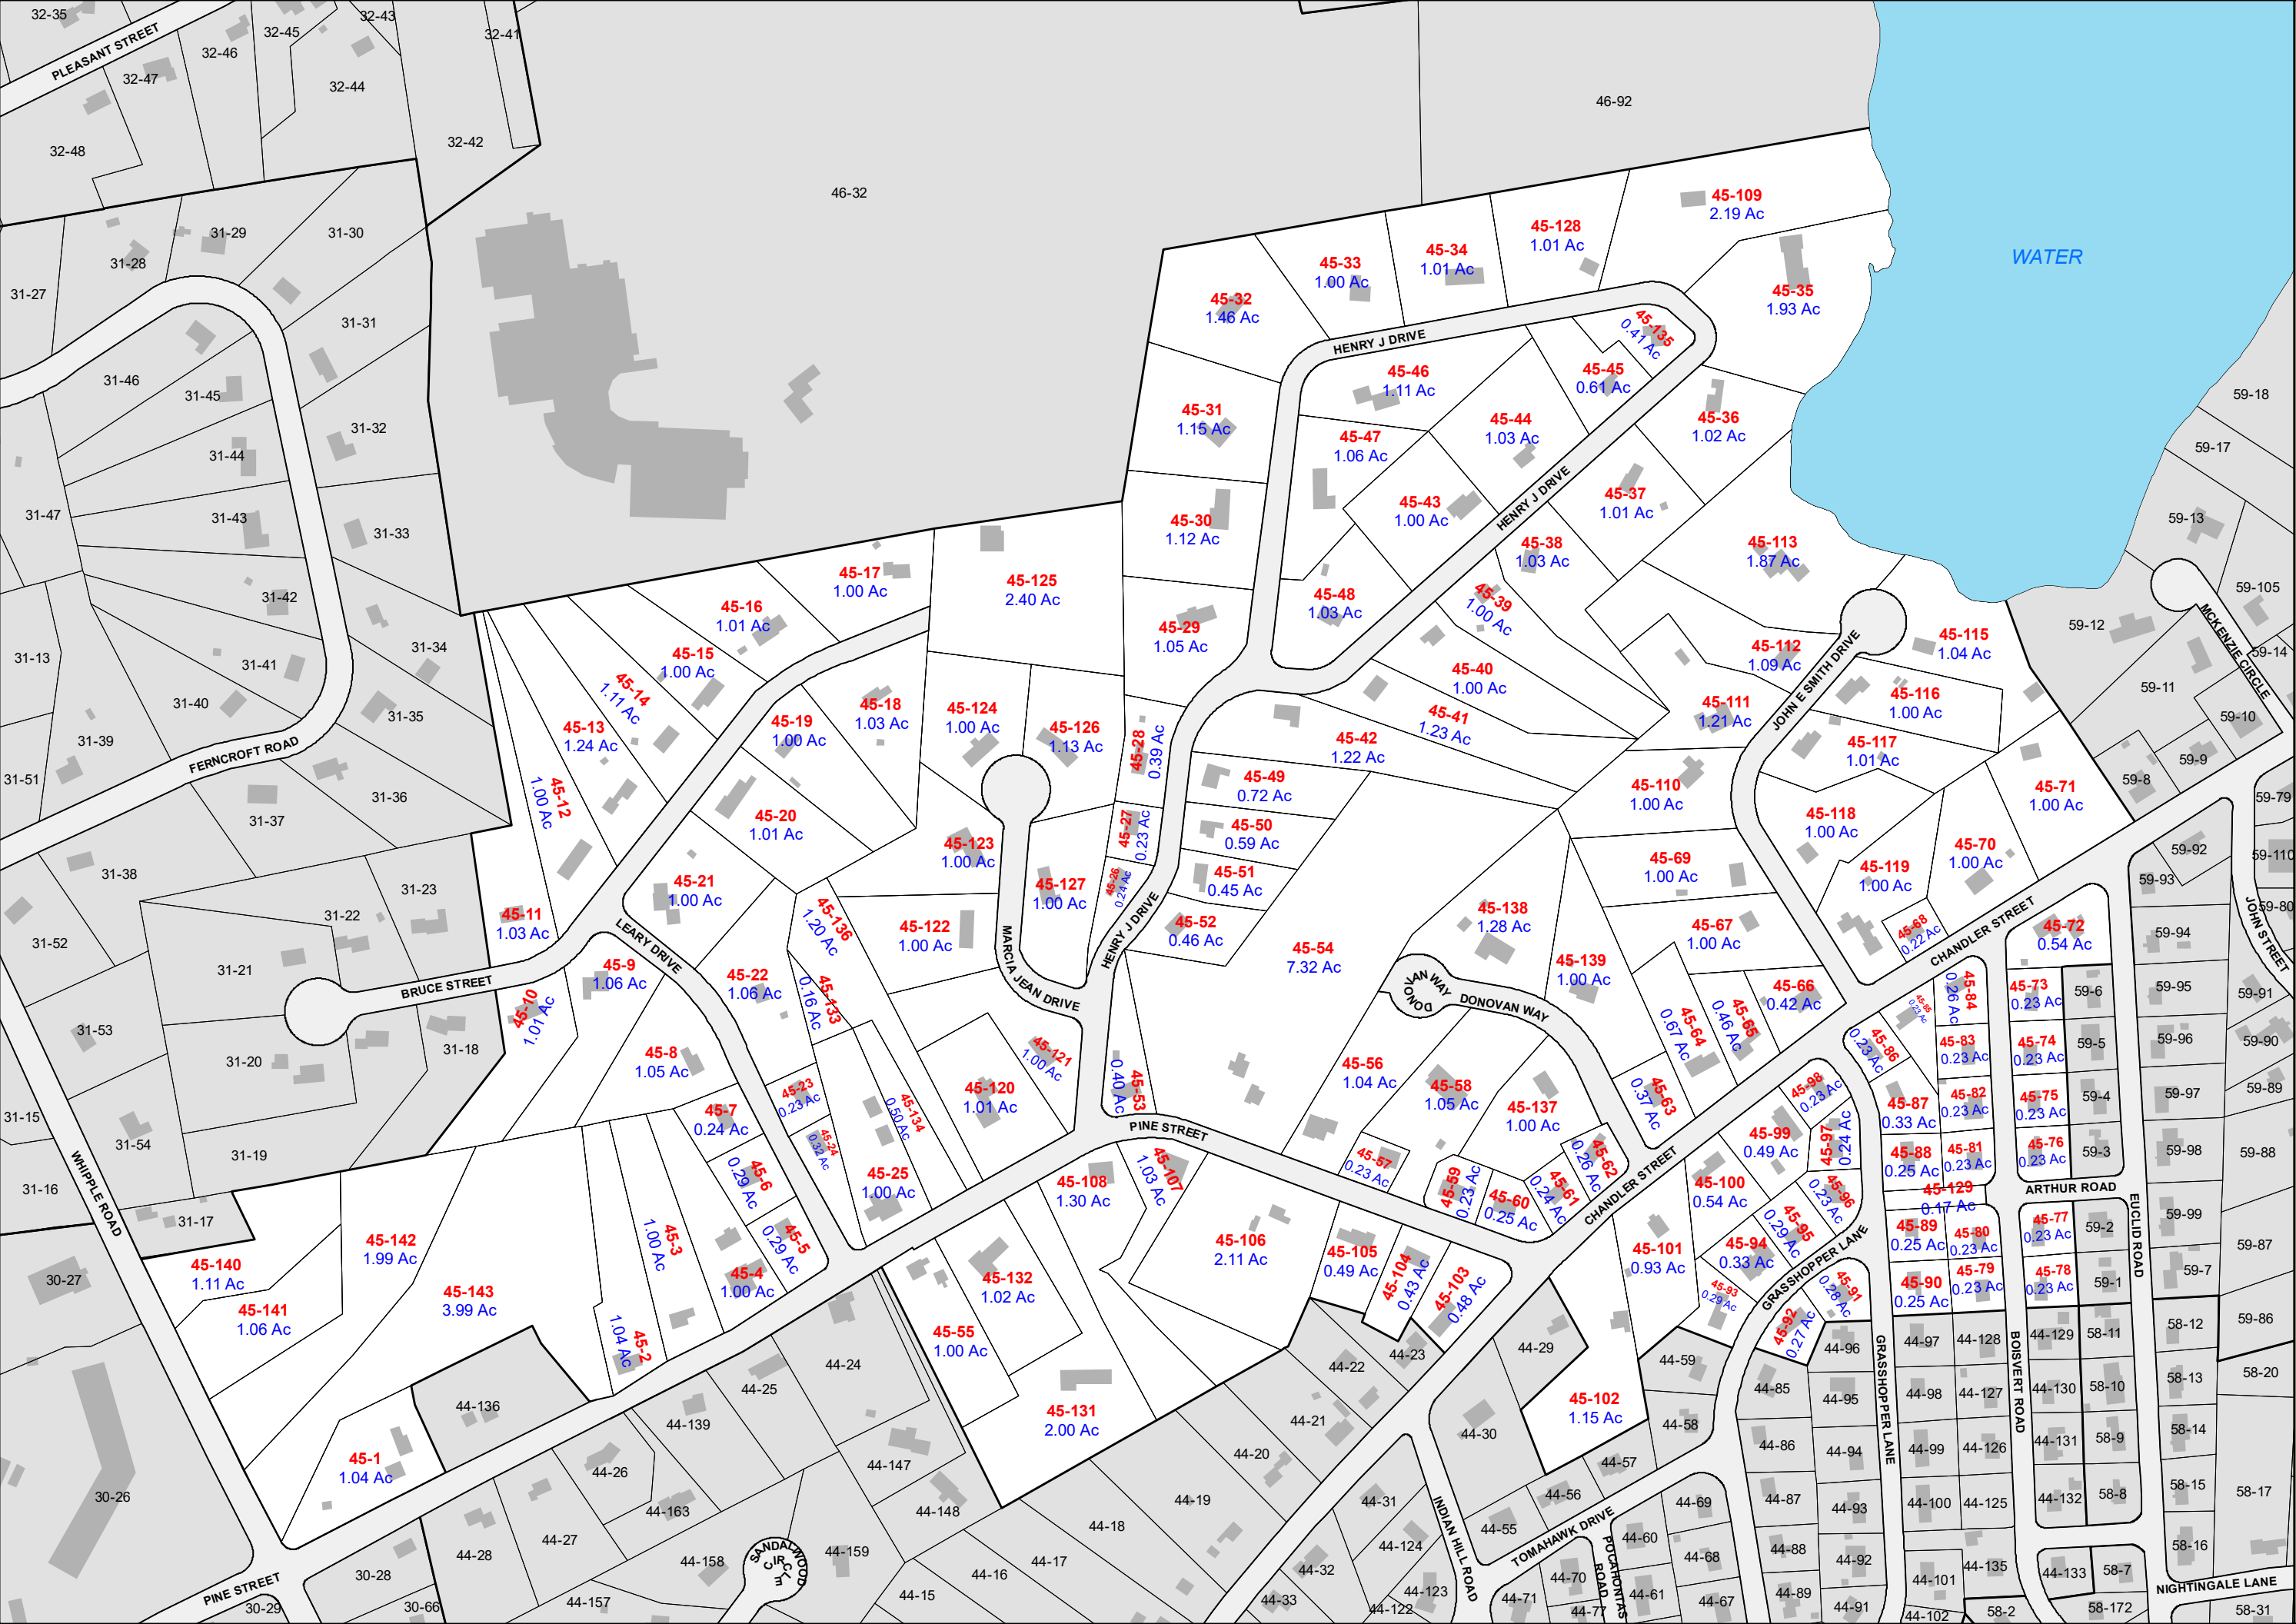 32-35
PLEASANT STREET
32-47
32-46
32-45
32-43
32-44
32-41
32-42
32-48
46-32
46-92
WATER
31-27
31-28
31-29
31-30
31-31
31-32
31-33
31-34
31-35
31-36
31-37
31-38
31-46
31-45
31-44
31-43
31-42
31-41
31-40
31-39
31-47
31-13
31-51
FERNCROFT ROAD
31-52
31-53
31-54
31-15
31-16
31-17
31-18
31-19
31-20
31-21
31-22
31-23
WHIPPLE ROAD
BRUCE STREET
LEARY DRIVE
45-109
2.19 Ac
45-128
1.01 Ac
45-34
1.01 Ac
45-33
1.00 Ac
45-32
1.46 Ac
45-35
1.93 Ac
45-135
0.41 Ac
HENRY J DRIVE
45-46
1.11 Ac
45-45
0.61 Ac
45-31
1.15 Ac
45-47
1.06 Ac
45-44
1.03 Ac
45-36
1.02 Ac
45-30
1.12 Ac
45-43
1.00 Ac
HENRY J DRIVE
45-37
1.01 Ac
45-38
1.03 Ac
45-113
1.87 Ac
45-48
1.03 Ac
45-39
1.00 Ac
45-29
1.05 Ac
45-40
1.00 Ac
45-41
1.23 Ac
45-42
1.22 Ac
45-112
1.09 Ac
45-111
1.21 Ac
JOHN E SMITH DRIVE
45-115
1.04 Ac
45-116
1.00 Ac
45-117
1.01 Ac
45-110
1.00 Ac
45-118
1.00 Ac
45-119
1.00 Ac
45-70
1.00 Ac
45-71
1.00 Ac
45-68
0.22 Ac
45-69
1.00 Ac
45-67
1.00 Ac
45-66
0.42 Ac
45-65
0.46 Ac
45-64
0.67 Ac
45-63
0.37 Ac
45-17
1.00 Ac
45-16
1.01 Ac
45-15
1.00 Ac
45-14
1.11 Ac
45-13
1.24 Ac
45-12
1.00 Ac
45-11
1.03 Ac
45-10
1.01 Ac
45-9
1.06 Ac
45-8
1.05 Ac
45-7
0.24 Ac
45-6
0.29 Ac
45-5
0.29 Ac
45-4
1.00 Ac
45-3
1.00 Ac
45-2
1.04 Ac
45-1
1.04 Ac
45-125
2.40 Ac
45-18
1.03 Ac
45-19
1.00 Ac
45-20
1.01 Ac
45-21
1.00 Ac
45-22
1.06 Ac
45-23
0.23 Ac
45-24
0.32 Ac
45-25
1.00 Ac
45-124
1.00 Ac
45-126
1.13 Ac
45-123
1.00 Ac
45-127
1.00 Ac
45-122
1.00 Ac
45-136
1.20 Ac
45-133
0.16 Ac
45-134
0.50 Ac
45-120
1.01 Ac
45-121
1.00 Ac
MARCIA JEAN DRIVE
HENRY J DRIVE
45-28
0.39 Ac
45-27
0.23 Ac
45-26
0.24 Ac
45-49
0.72 Ac
45-50
0.59 Ac
45-51
0.45 Ac
45-52
0.46 Ac
45-53
0.40 Ac
45-54
7.32 Ac
45-138
1.28 Ac
45-139
1.00 Ac
DONOVAN WAY
DONOVAN WAY
45-56
1.04 Ac
45-58
1.05 Ac
45-137
1.00 Ac
45-57
0.23 Ac
45-59
0.23 Ac
45-60
0.25 Ac
45-61
0.24 Ac
45-62
0.26 Ac
PINE STREET
CHANDLER STREET
CHANDLER STREET
45-140
1.11 Ac
45-141
1.06 Ac
45-142
1.99 Ac
45-143
3.99 Ac
45-108
1.30 Ac
45-107
1.03 Ac
45-106
2.11 Ac
45-105
0.49 Ac
45-104
0.43 Ac
45-103
0.48 Ac
45-132
1.02 Ac
45-55
1.00 Ac
45-131
2.00 Ac
45-102
1.15 Ac
45-101
0.93 Ac
45-100
0.54 Ac
45-99
0.49 Ac
45-98
0.23 Ac
45-97
0.24 Ac
45-96
0.23 Ac
45-95
0.29 Ac
45-94
0.33 Ac
45-93
0.29 Ac
45-92
0.27 Ac
45-91
0.28 Ac
GRASSHOPPER LANE
GRASSHOPPER LANE
45-72
0.54 Ac
45-73
0.23 Ac
45-74
0.23 Ac
45-75
0.23 Ac
45-76
0.23 Ac
45-77
0.23 Ac
45-78
0.23 Ac
45-84
0.26 Ac
45-85
0.23 Ac
45-86
0.23 Ac
45-83
0.23 Ac
45-82
0.23 Ac
45-81
0.23 Ac
45-87
0.33 Ac
45-88
0.25 Ac
45-129
0.17 Ac
45-89
0.25 Ac
45-80
0.23 Ac
45-90
0.25 Ac
45-79
0.23 Ac
ARTHUR ROAD
EUCLID ROAD
BOISVERT ROAD
59-18
59-17
59-13
59-105
59-12
59-14
MCKENZIE CIRCLE
59-11
59-10
59-9
59-8
59-79
59-92
59-110
59-93
59-80
JOHN STREET
59-94
59-95
59-91
59-96
59-90
59-97
59-89
59-98
59-88
59-99
59-87
59-7
59-86
59-6
59-5
59-4
59-3
59-2
59-1
58-12
58-20
58-13
58-14
58-15
58-17
58-16
58-11
58-10
58-9
58-8
58-7
58-172
58-2
58-31
NIGHTINGALE LANE
44-129
44-130
44-131
44-132
44-133
44-97
44-128
44-98
44-127
44-99
44-126
44-100
44-125
44-101
44-135
44-102
44-96
44-95
44-94
44-93
44-92
44-91
44-85
44-86
44-87
44-88
44-89
44-59
44-58
44-57
44-56
44-55
TOMAHAWK DRIVE
POCAHONTAS ROAD
44-69
44-60
44-68
44-61
44-67
44-70
44-71
44-77
44-29
44-30
INDIAN HILL ROAD
44-31
44-124
44-123
44-122
44-32
44-33
44-22
44-23
44-21
44-20
44-19
44-18
44-17
44-16
44-15
44-24
44-25
44-139
44-136
44-26
44-163
44-27
44-28
44-147
44-148
44-158
44-159
44-157
SANDALWOOD CIRCLE
30-27
30-26
30-28
30-29
30-66
PINE STREET